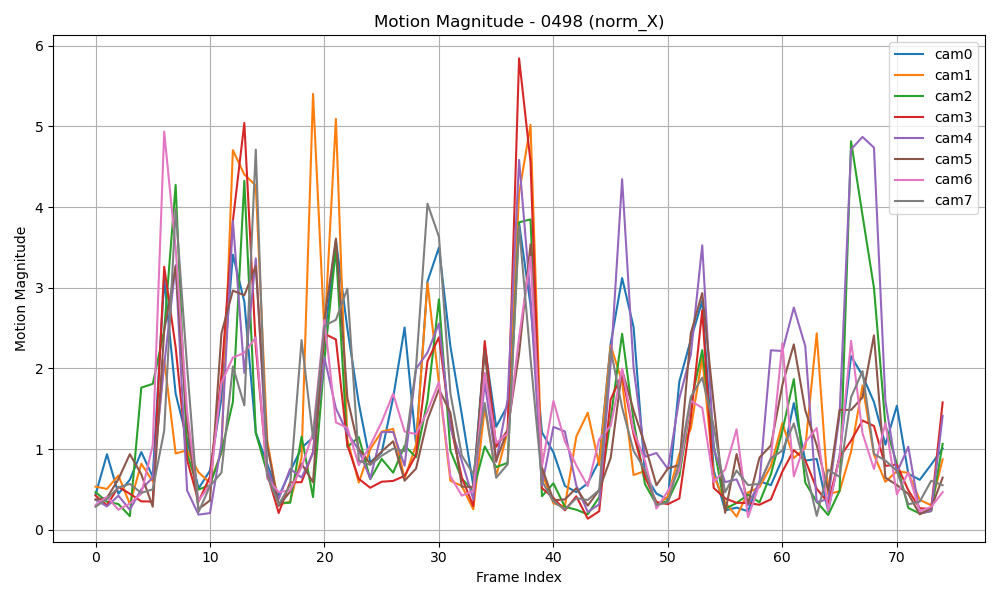 Motion Magnitude - 0498 (norm_X)
Motion Magnitude
6
5
4
3
2
1
0
0
10
20
30
40
50
60
70
Frame Index
cam0
cam1
cam2
cam3
cam4
cam5
cam6
cam7